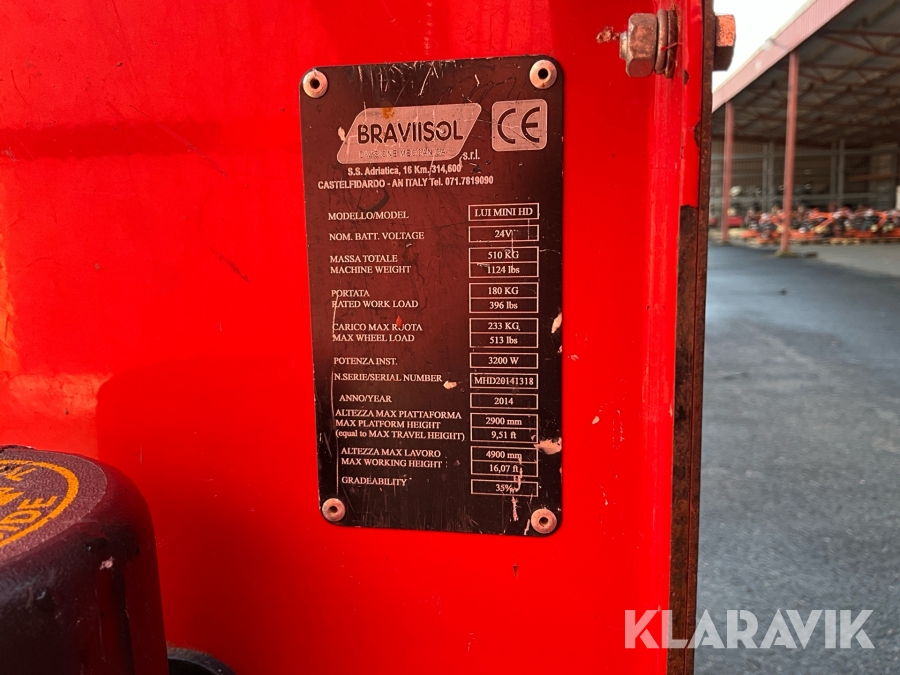 BRAVIISOL
DIVISIONE MECCANICA
s.r.l.
CE
S.S. Adriatica, 16 Km. 314,600
CASTELFIDARDO - AN ITALY Tel. 071.7819090
MODELLO/MODEL LUI MINI HD
NOM. BATT. VOLTAGE 24V
MASSA TOTALE 510 KG
MACHINE WEIGHT 1124 lbs
PORTATA 180 KG
RATED WORK LOAD 396 lbs
CARICO MAX RUOTA 233 KG
MAX WHEEL LOAD 513 lbs
POTENZA INST. 3200 W
N.SERIE/SERIAL NUMBER MHD20141318
ANNO/YEAR 2014
ALTEZZA MAX PIATTAFORMA
MAX PLATFORM HEIGHT 2900 mm
(equal to MAX TRAVEL HEIGHT) 9,51 ft
ALTEZZA MAX LAVORO 4900 mm
MAX WORKING HEIGHT 16,07 ft
GRADEABILITY 35%
KLARAVIK